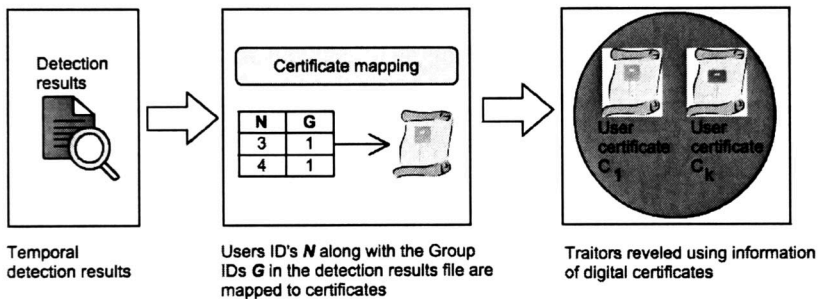 Detection
results
Certificate mapping
N G
3 1
4 1
User
certificate
C1
User
certificate
Ck
Temporal
detection results
Users ID's N along with the Group
IDs G in the detection results file are
mapped to certificates
Traitors reveled using information
of digital certificates